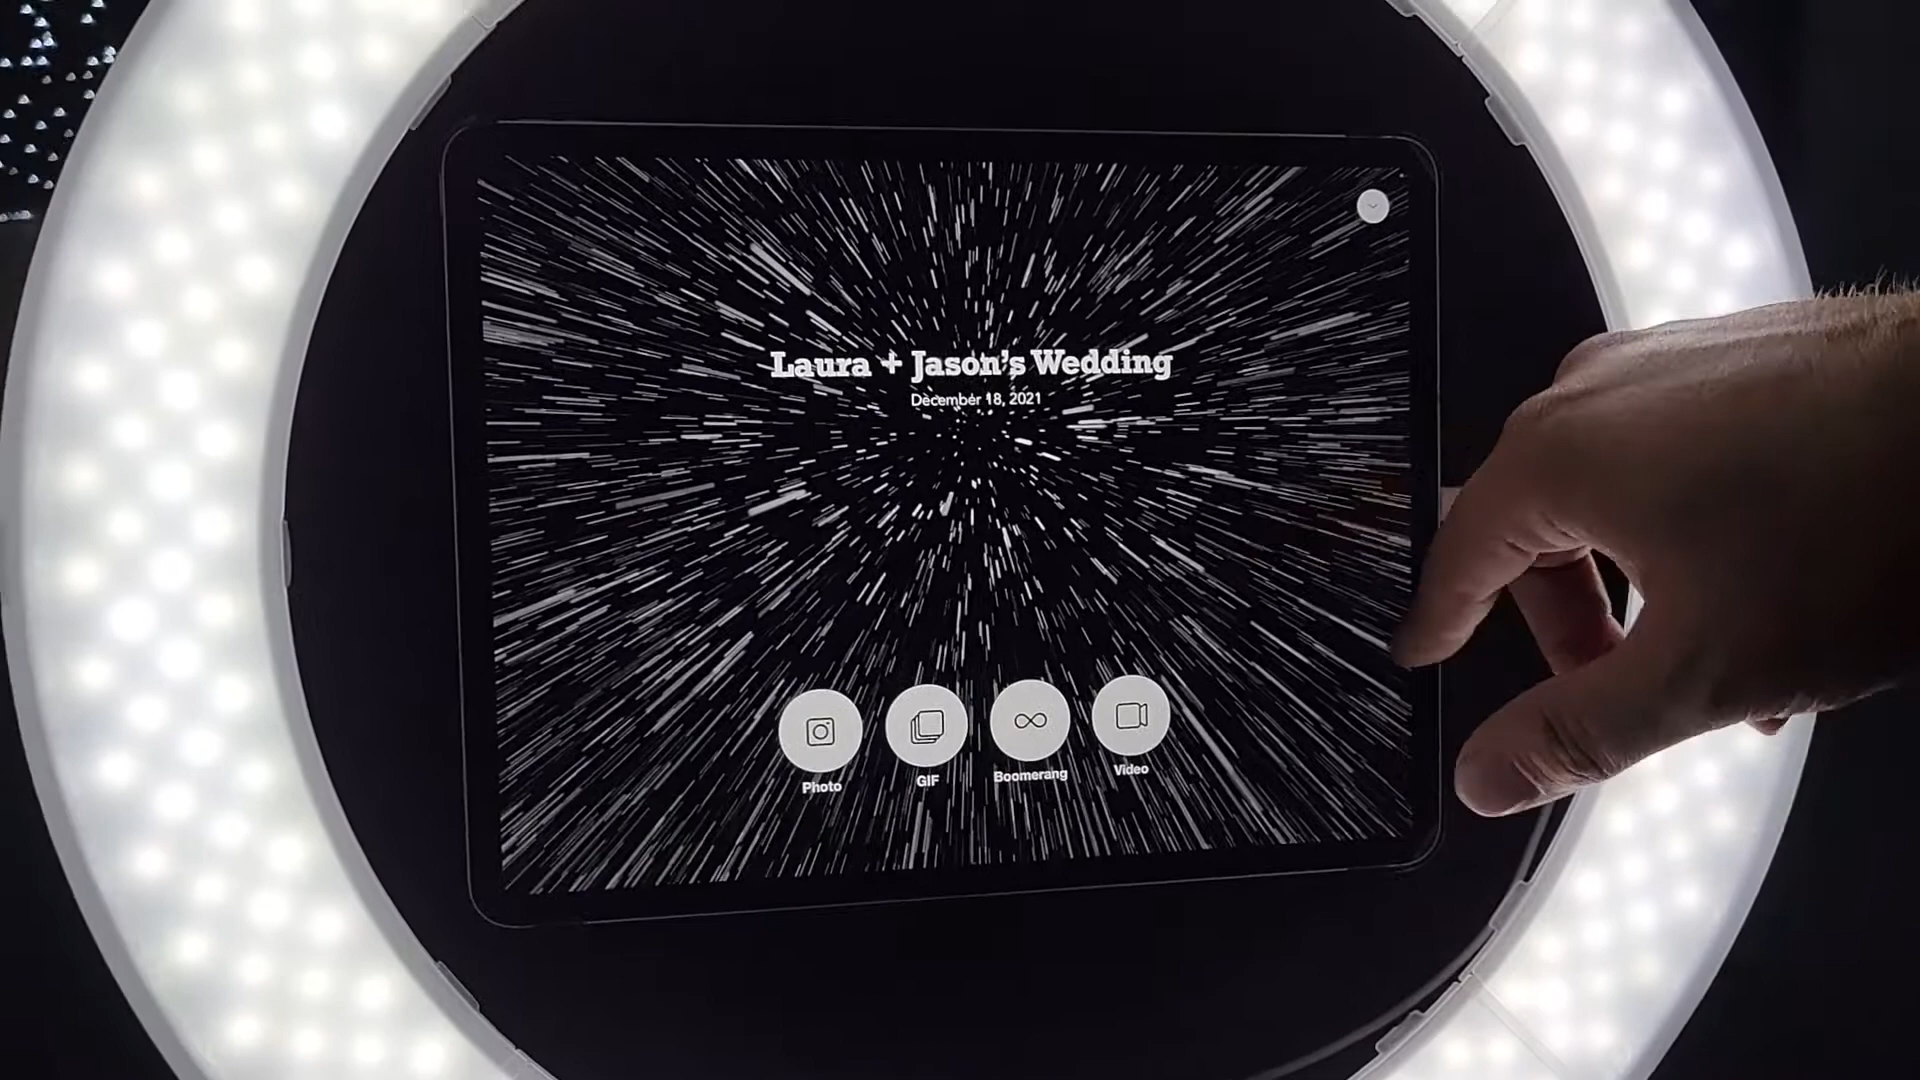 Laura + Jason's Wedding
December 18, 2021
Photo
GIF
Boomerang
Video